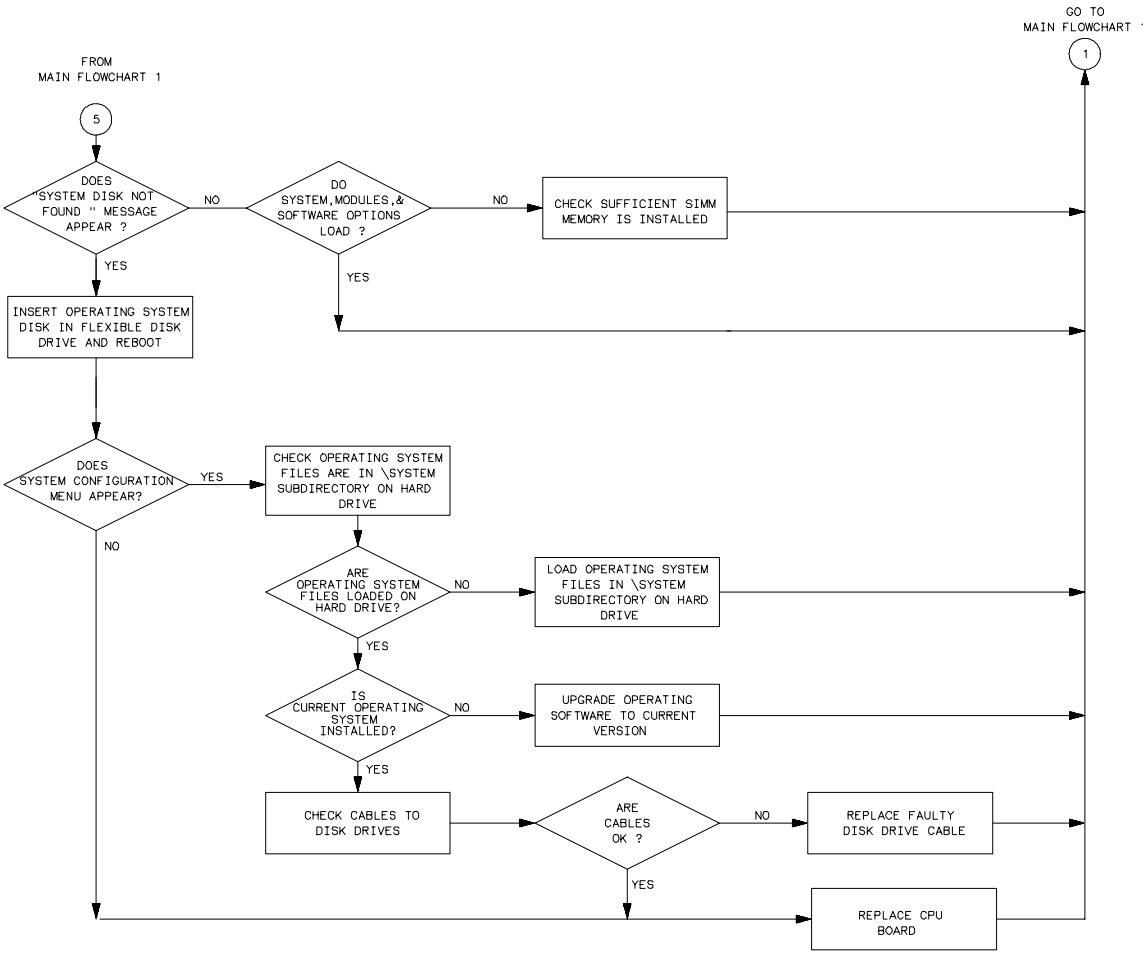 GO TO
MAIN FLOWCHART 1
1
FROM
MAIN FLOWCHART 1
5
DOES
"SYSTEM DISK NOT
FOUND " MESSAGE
APPEAR ?
NO
YES
DO
SYSTEM,MODULES,&
SOFTWARE OPTIONS
LOAD ?
NO
YES
CHECK SUFFICIENT SIMM
MEMORY IS INSTALLED
INSERT OPERATING SYSTEM
DISK IN FLEXIBLE DISK
DRIVE AND REBOOT
DOES
SYSTEM CONFIGURATION
MENU APPEAR?
YES
NO
CHECK OPERATING SYSTEM
FILES ARE IN \SYSTEM
SUBDIRECTORY ON HARD
DRIVE
ARE
OPERATING SYSTEM
FILES LOADED ON
HARD DRIVE?
NO
YES
LOAD OPERATING SYSTEM
FILES IN \SYSTEM
SUBDIRECTORY ON HARD
DRIVE
IS
CURRENT OPERATING
SYSTEM
INSTALLED?
NO
YES
UPGRADE OPERATING
SOFTWARE TO CURRENT
VERSION
CHECK CABLES TO
DISK DRIVES
ARE
CABLES
OK ?
NO
YES
REPLACE FAULTY
DISK DRIVE CABLE
REPLACE CPU
BOARD